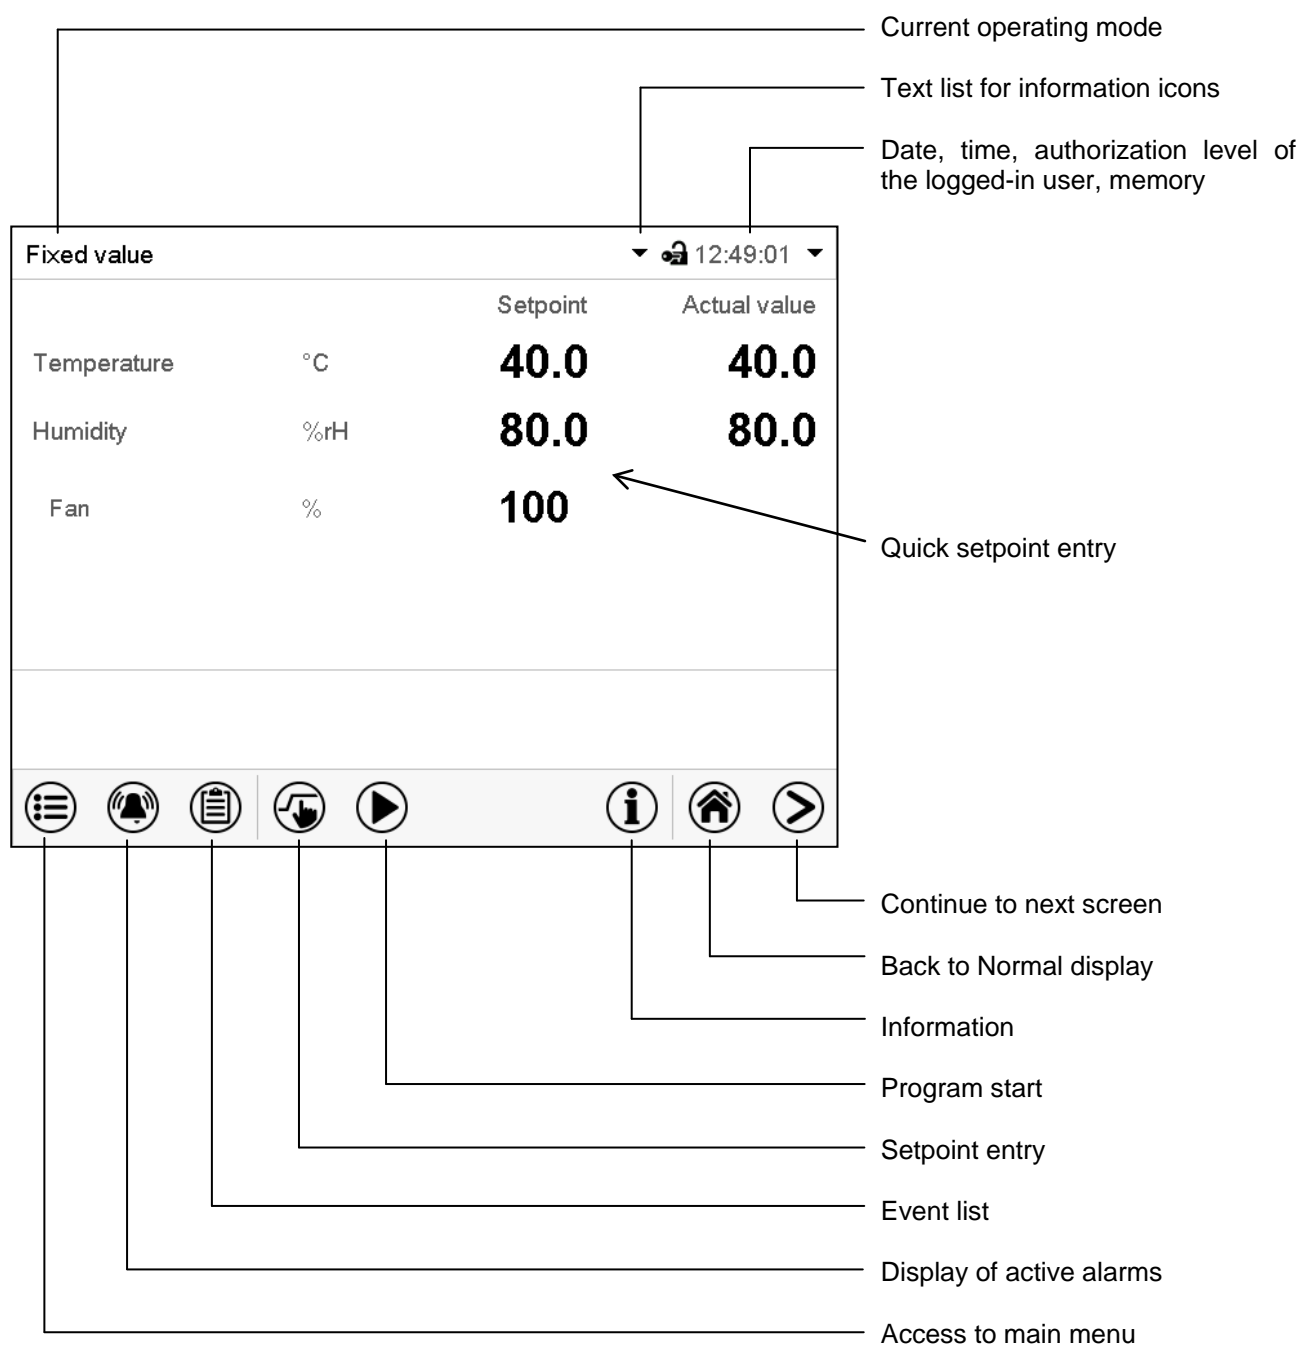 Current operating mode
Text list for information icons
Date, time, authorization level of
the logged-in user, memory
Fixed value 12:49:01
Setpoint Actual value
Temperature °C 40.0 40.0
Humidity %rH 80.0 80.0
Fan % 100
Quick setpoint entry
Continue to next screen
Back to Normal display
Information
Program start
Setpoint entry
Event list
Display of active alarms
Access to main menu